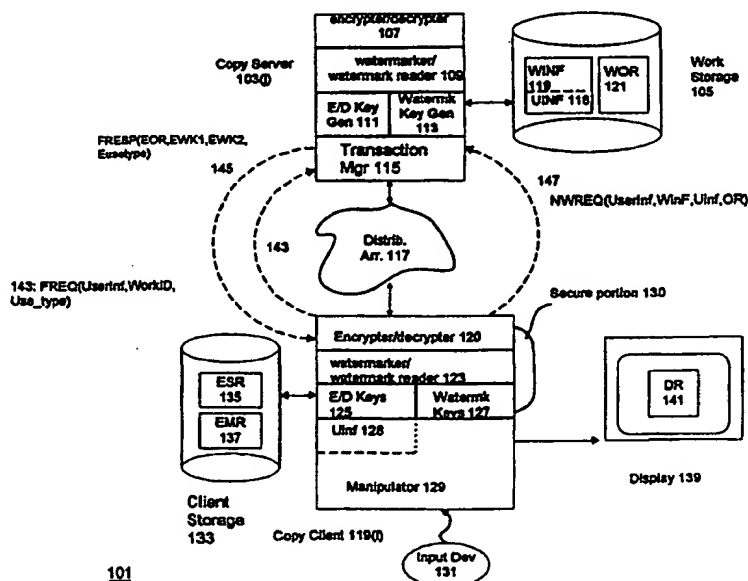 encrypter/decrypter
107
Copy Server
103(j)
watermarker/
watermark reader 109
E/D Key
Gen 111
Watermk
Key Gen
113
Transaction
Mgr 115
WINF
119
UINF 118
WOR
121
Work
Storage
105
FRESP(EOR,EWK1,EWK2,
Eusetype)
145
143
147
NWREQ(UserInf,WinF,Uinf,OR)
Distrib.
Arr. 117
143: FREQ(UserInf,WorkID,
Use_type)
Secure portion 130
Encrypter/decrypter 120
watermarker/
watermark reader 123
E/D Keys
125
Watermk
Keys 127
Uinf 128
Manipulator 129
ESR
135
EMR
137
Client
Storage
133
DR
141
Display 139
Copy Client 119(i)
Input Dev
131
101